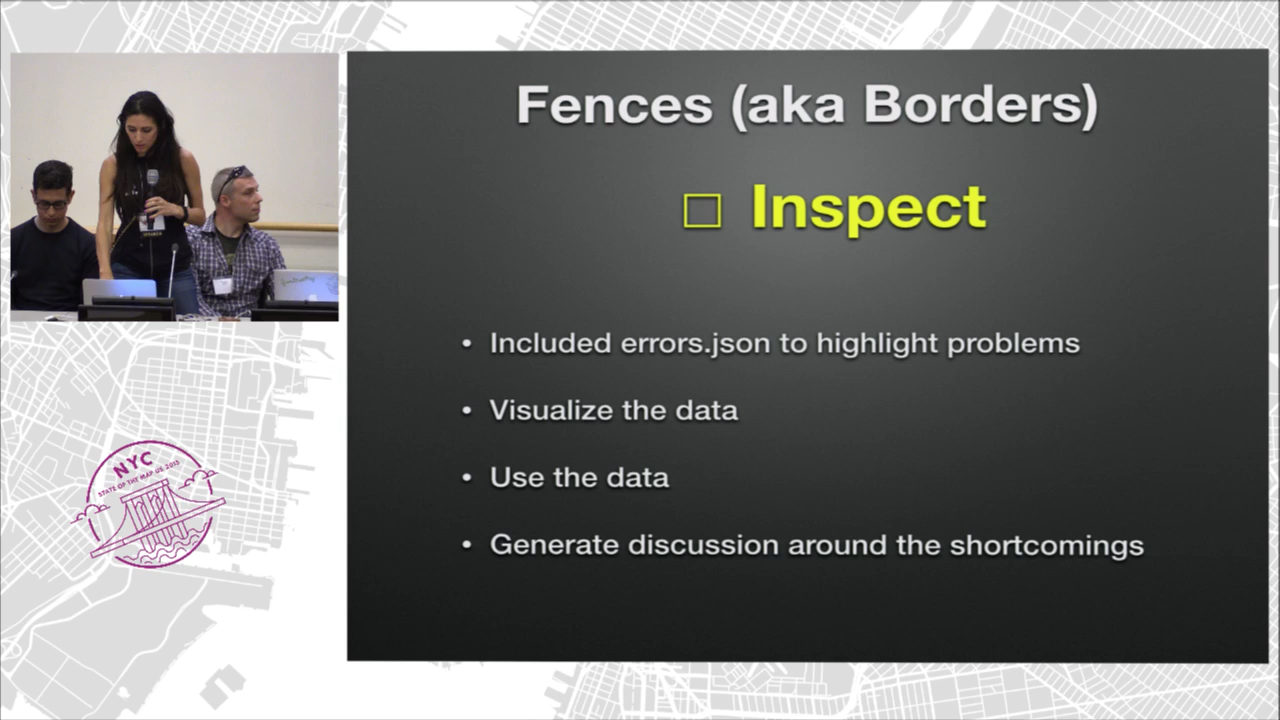 Fences (aka Borders)
□ Inspect
• Included errors.json to highlight problems
• Visualize the data
• Use the data
• Generate discussion around the shortcomings
NYC
STATE OF THE MAP US 2015